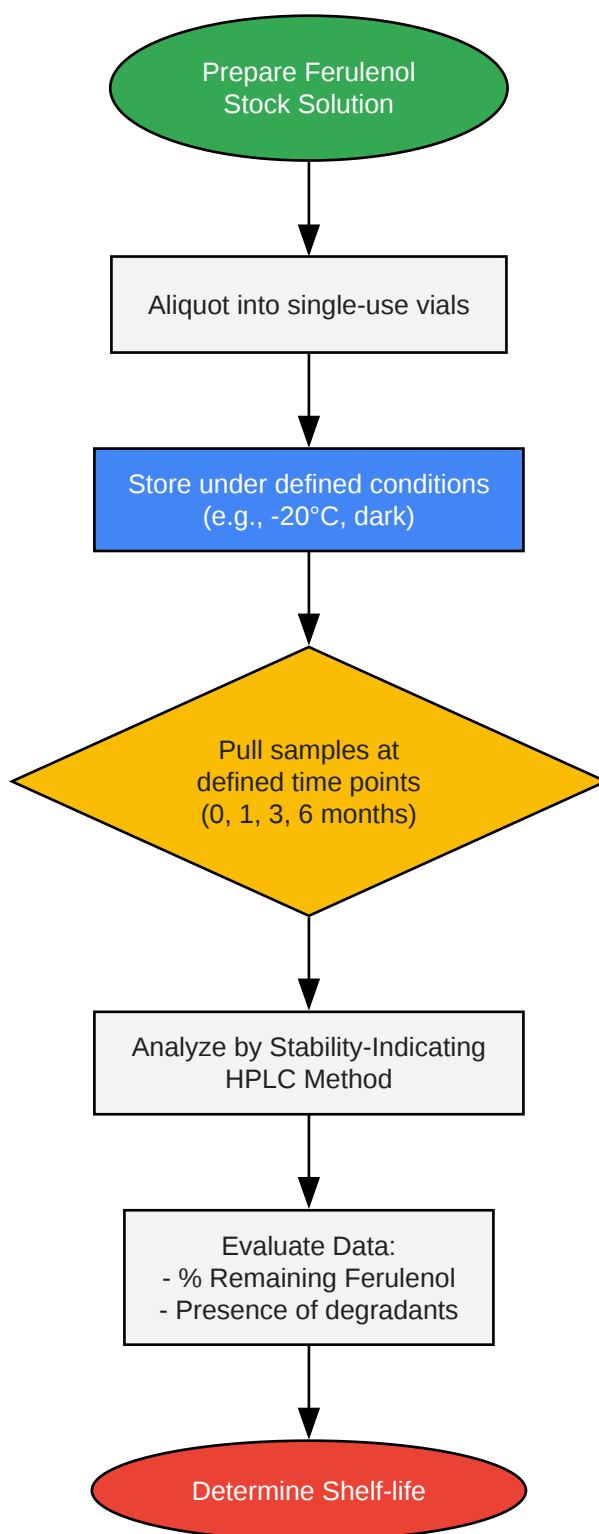 Prepare Ferulenol
Stock Solution
Aliquot into single-use vials
Store under defined conditions
(e.g., -20°C, dark)
Pull samples at
defined time points
(0, 1, 3, 6 months)
Analyze by Stability-Indicating
HPLC Method
Evaluate Data:
- % Remaining Ferulenol
- Presence of degradants
Determine Shelf-life